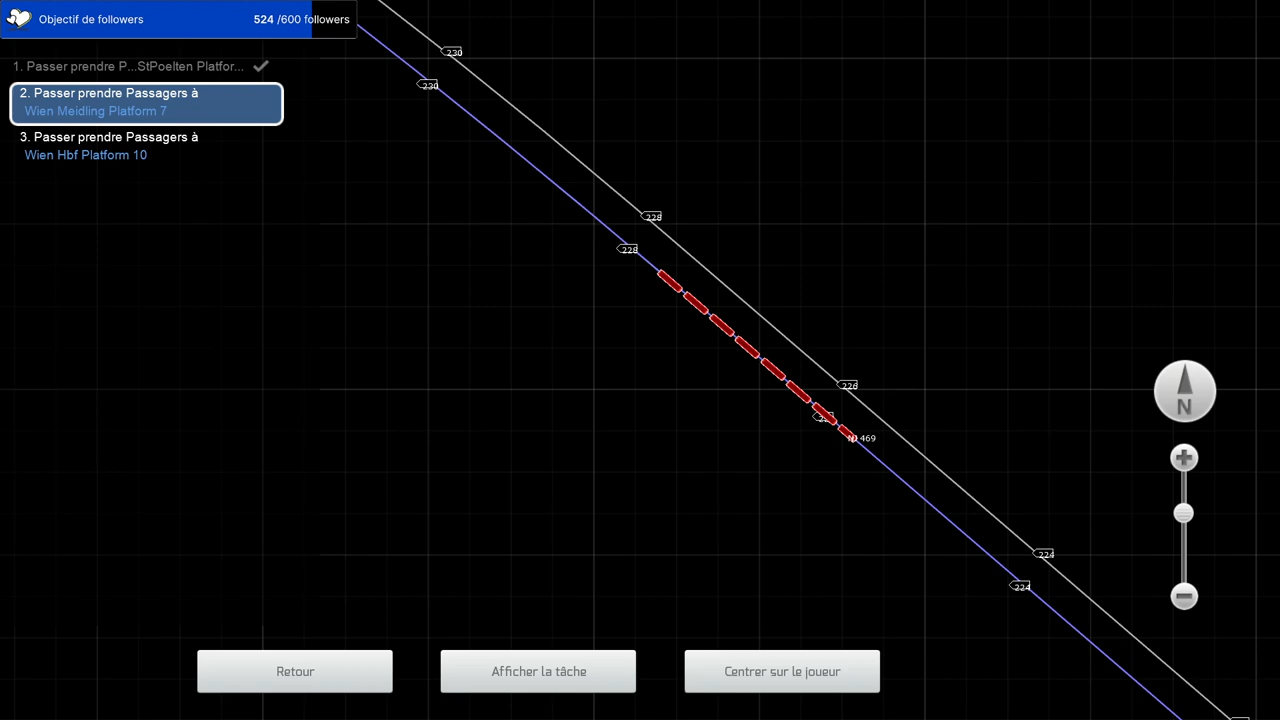 Objectif de followers 524 /600 followers
1. Passer prendre P...StPoelten Platfor...
2. Passer prendre Passagers à
Wien Meidling Platform 7
3. Passer prendre Passagers à
Wien Hbf Platform 10
230
230
228
228
226
469
224
224
N
Retour
Afficher la tâche
Centrer sur le joueur